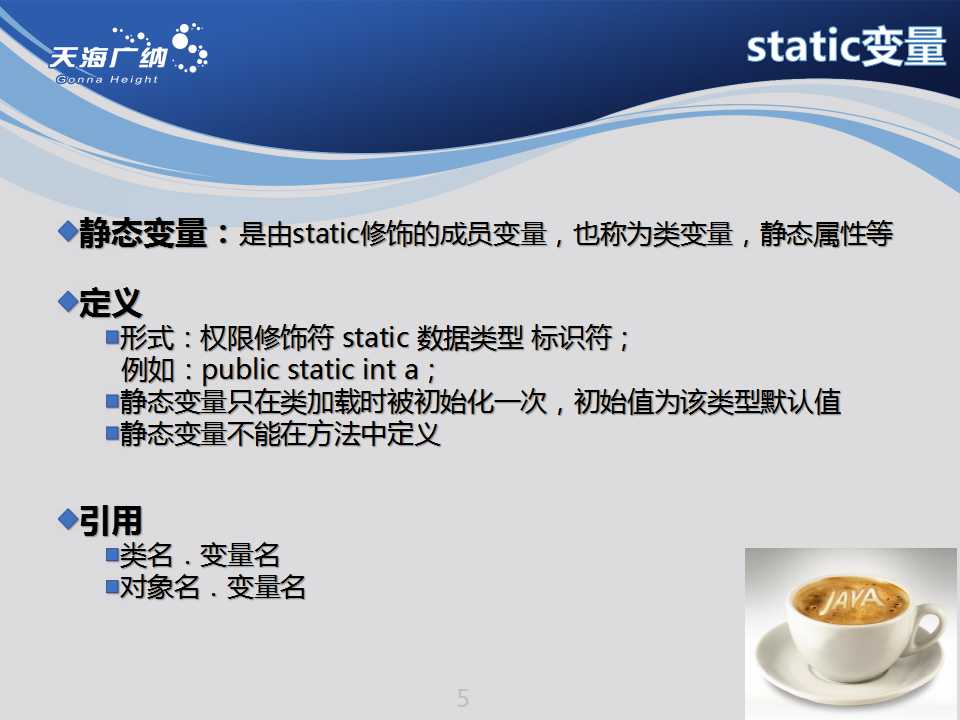 天海广纳
Gonna Height
static变量
静态变量：是由static修饰的成员变量，也称为类变量，静态属性等
定义
形式：权限修饰符 static 数据类型 标识符；
例如：public static int a；
静态变量只在类加载时被初始化一次，初始值为该类型默认值
静态变量不能在方法中定义
引用
类名．变量名
对象名．变量名
JAVA
5